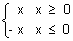 x x ≥ 0
- x x ≤ 0